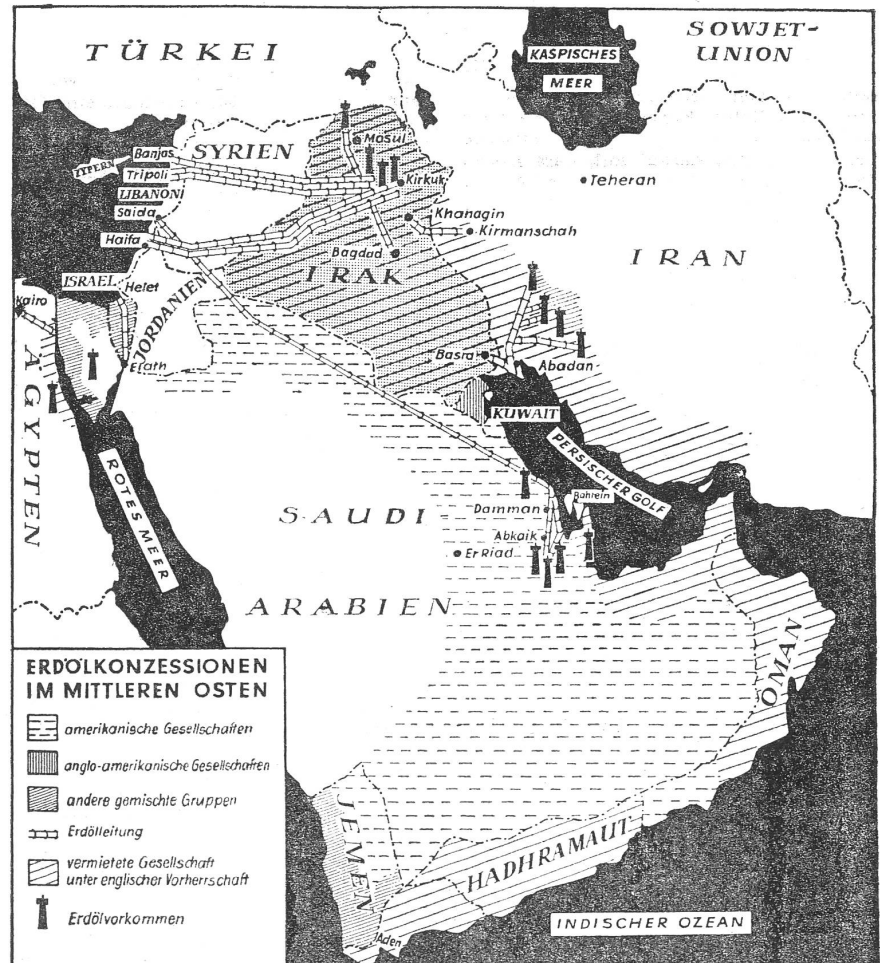 TÜRKEI
SOWJET-
UNION
KASPISCHES
MEER
Mosul
Banjas
SYRIEN
ZYPERN
Tripoli
Kirkuk
Teheran
LIBANON
Saida
Khanagin
Kirmanschah
Haifa
Bagdad
IRAK
IRAN
ISRAEL
Helet
JORDANIEN
Kairo
Basra
Abadan
Elath
KUWAIT
ÄGYPTEN
PERSISCHER GOLF
ROTES MEER
Bahrein
SAUDI
Damman
Abkaik
Er Riad
ARABIEN
OMAN
ERDÖLKONZESSIONEN
IM MITTLEREN OSTEN
amerikanische Gesellschaften
anglo-amerikanische Gesellschaften
andere gemischte Gruppen
Erdölleitung
vermietete Gesellschaft
unter englischer Vorherrschaft
Erdölvorkommen
JEMEN
HADHRAMAUT
INDISCHER OZEAN
Aden